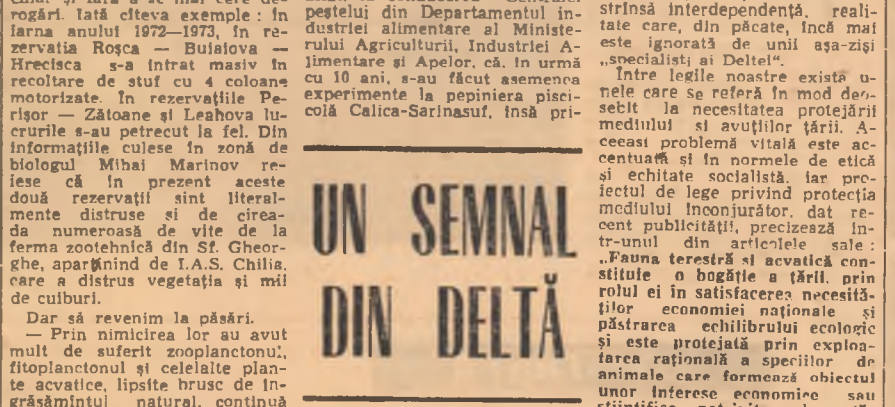 rogări. Iată cîteva exemple : în
iarna anului 1972—1973, în re-
zervația Roșca — Buiaiova —
Hrecisca s-a intrat masiv în
recoltare de stuf cu 4 coloane
motorizate. În rezervațiile Pe-
rișor — Zătoane și Leahova lu-
crurile s-au petrecut la fel. Din
informațiile culese în zonă de
biologul Mihai Marinov re-
iese că în prezent aceste
două rezervații sînt literal-
mente distruse și de cirea-
da numeroasă de vite de la
ferma zootehnică din Sf. Gheor-
ghe, aparținînd de I.A.S. Chilia,
care a distrus vegetația și mii
de cuiburi.
Dar să revenim la păsări.
— Prin nimicirea lor au avut
mult de suferit zooplanctonul,
fitoplanctonul și celelalte plan-
te acvatice, lipsite brusc de în-
grășămîntul natural, continuă
peștelui din Departamentul in-
dustriei alimentare al Ministe-
rului Agriculturii, Industriei A-
limentare și Apelor, că, în urmă
cu 10 ani, s-au făcut asemenea
experimente la pepiniera pisci-
colă Calica-Sarinasuf, însă pri-
UN SEMNAL
DIN DELTĂ
strînsă interdependență, reali-
tate care, din păcate, încă mai
este ignorată de unii așa-ziși
„specialiști ai Deltei“.
Între legile noastre există u-
nele care se referă în mod deo-
sebit la necesitatea protejării
mediului și avuțiilor țării. A-
ceeași problemă vitală este ac-
centuată și în normele de etică
și echitate socialistă, iar pro-
iectul de lege privind protecția
mediului înconjurător, dat re-
cent publicității, precizează în-
tr-unul din articolele sale :
„Fauna terestră și acvatică con-
stituie o bogăție a țării, prin
rolul ei în satisfacerea necesită-
ților economiei naționale și
păstrarea echilibrului ecologic
și este protejată prin exploa-
tarea rațională a speciilor de
animale care formează obiectul
unor interese economice sau